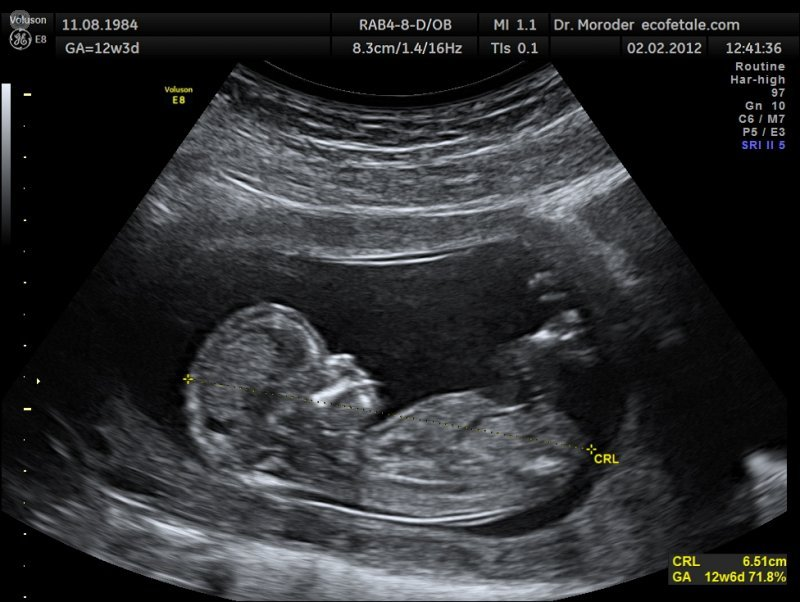 Voluson
E8
11.08.1984
RAB4-8-D/OB
MI 1.1
Dr. Moroder ecofetale.com
GA=12w3d
8.3cm/1.4/16Hz
TIs 0.1
02.02.2012
12:41:36
Voluson
E8
Routine
Har-high
97
Gn 10
C6 / M7
P5 / E3
SRI II 5
CRL
CRL 6.51cm
GA 12w6d 71.8%